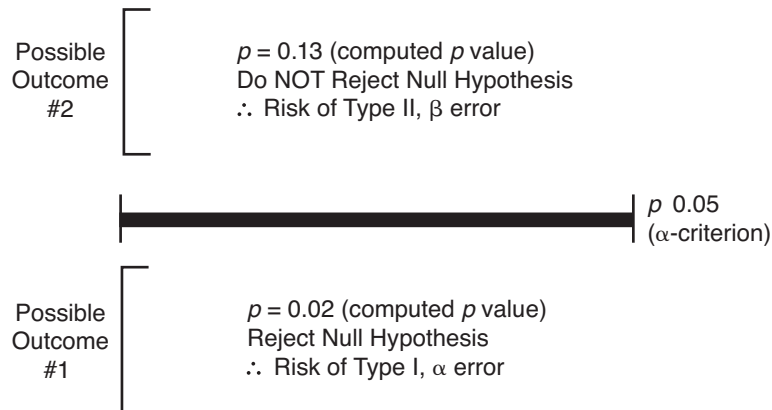 Possible
Outcome
#2
p = 0.13 (computed p value)
Do NOT Reject Null Hypothesis
∴ Risk of Type II, β error
p 0.05
(α-criterion)
Possible
Outcome
#1
p = 0.02 (computed p value)
Reject Null Hypothesis
∴ Risk of Type I, α error